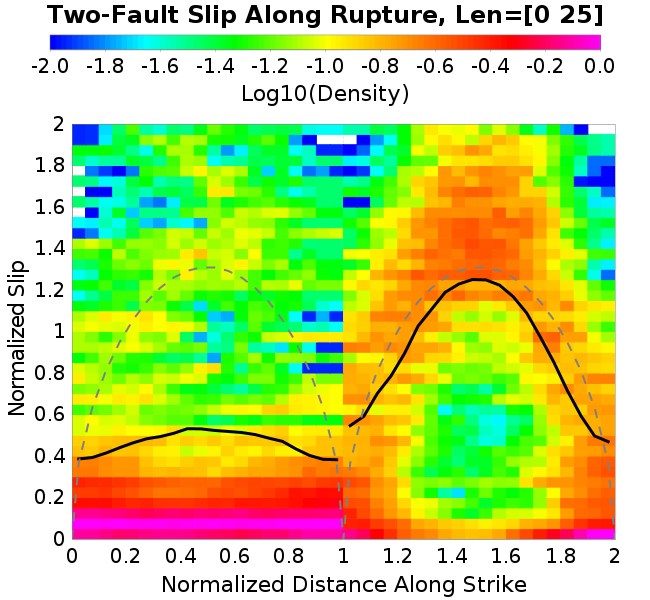 Two-Fault Slip Along Rupture, Len=[0 25]
-2.0 -1.8 -1.6 -1.4 -1.2 -1.0 -0.8 -0.6 -0.4 -0.2 0.0
Log10(Density)
2
1.8
1.6
1.4
1.2
1
0.8
0.6
0.4
0.2
0
Normalized Slip
0 0.2 0.4 0.6 0.8 1 1.2 1.4 1.6 1.8 2
Normalized Distance Along Strike